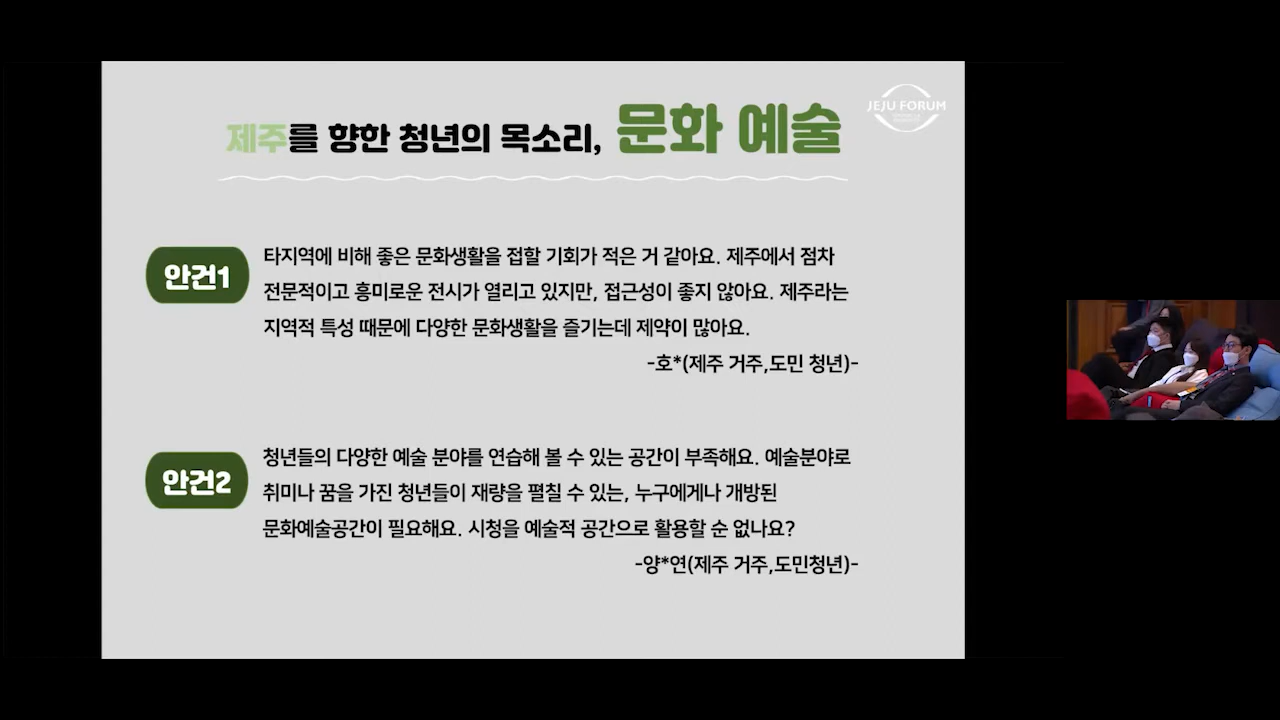 제주를 향한 청년의 목소리, 문화 예술
JEJU FORUM
안건1
타지역에 비해 좋은 문화생활을 접할 기회가 적은 거 같아요. 제주에서 점차
전문적이고 흥미로운 전시가 열리고 있지만, 접근성이 좋지 않아요. 제주라는
지역적 특성 때문에 다양한 문화생활을 즐기는데 제약이 많아요.
-호*(제주 거주,도민 청년)-
안건2
청년들의 다양한 예술 분야를 연습해 볼 수 있는 공간이 부족해요. 예술분야로
취미나 꿈을 가진 청년들이 재량을 펼칠 수 있는, 누구에게나 개방된
문화예술공간이 필요해요. 시청을 예술적 공간으로 활용할 순 없나요?
-양*연(제주 거주,도민청년)-